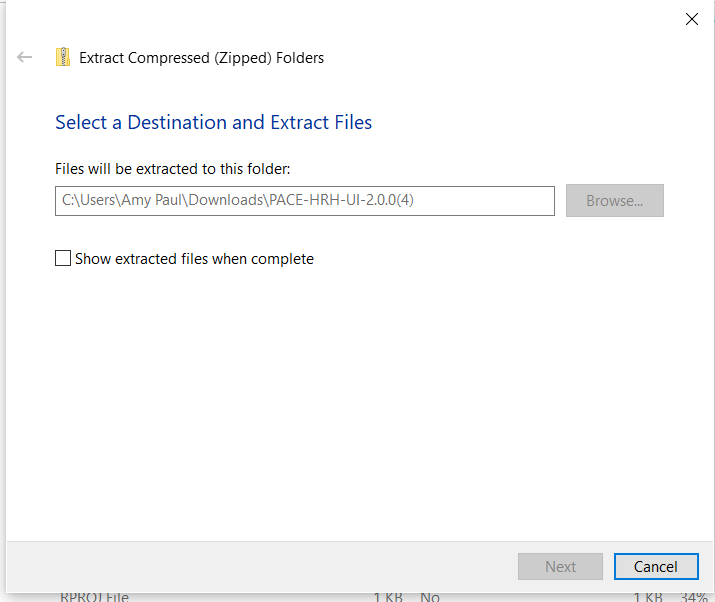 Extract Compressed (Zipped) Folders
Select a Destination and Extract Files
Files will be extracted to this folder:
C:\Users\Amy Paul\Downloads\PACE-HRH-UI-2.0.0(4) Browse...
Show extracted files when complete
Next Cancel
RPROJ File 1 KB No 1 KB 34%